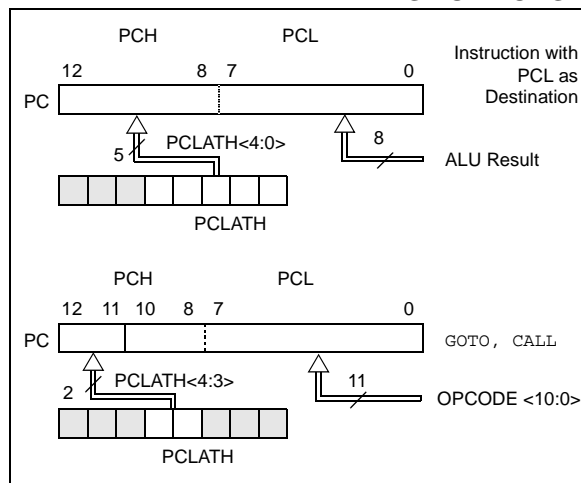 PCH PCL
Instruction with
PCL as
Destination
12 8 7 0
PC
5 PCLATH<4:0> 8
ALU Result
PCLATH
PCH PCL
12 11 10 8 7 0
PC
GOTO, CALL
2 PCLATH<4:3> 11
OPCODE <10:0>
PCLATH